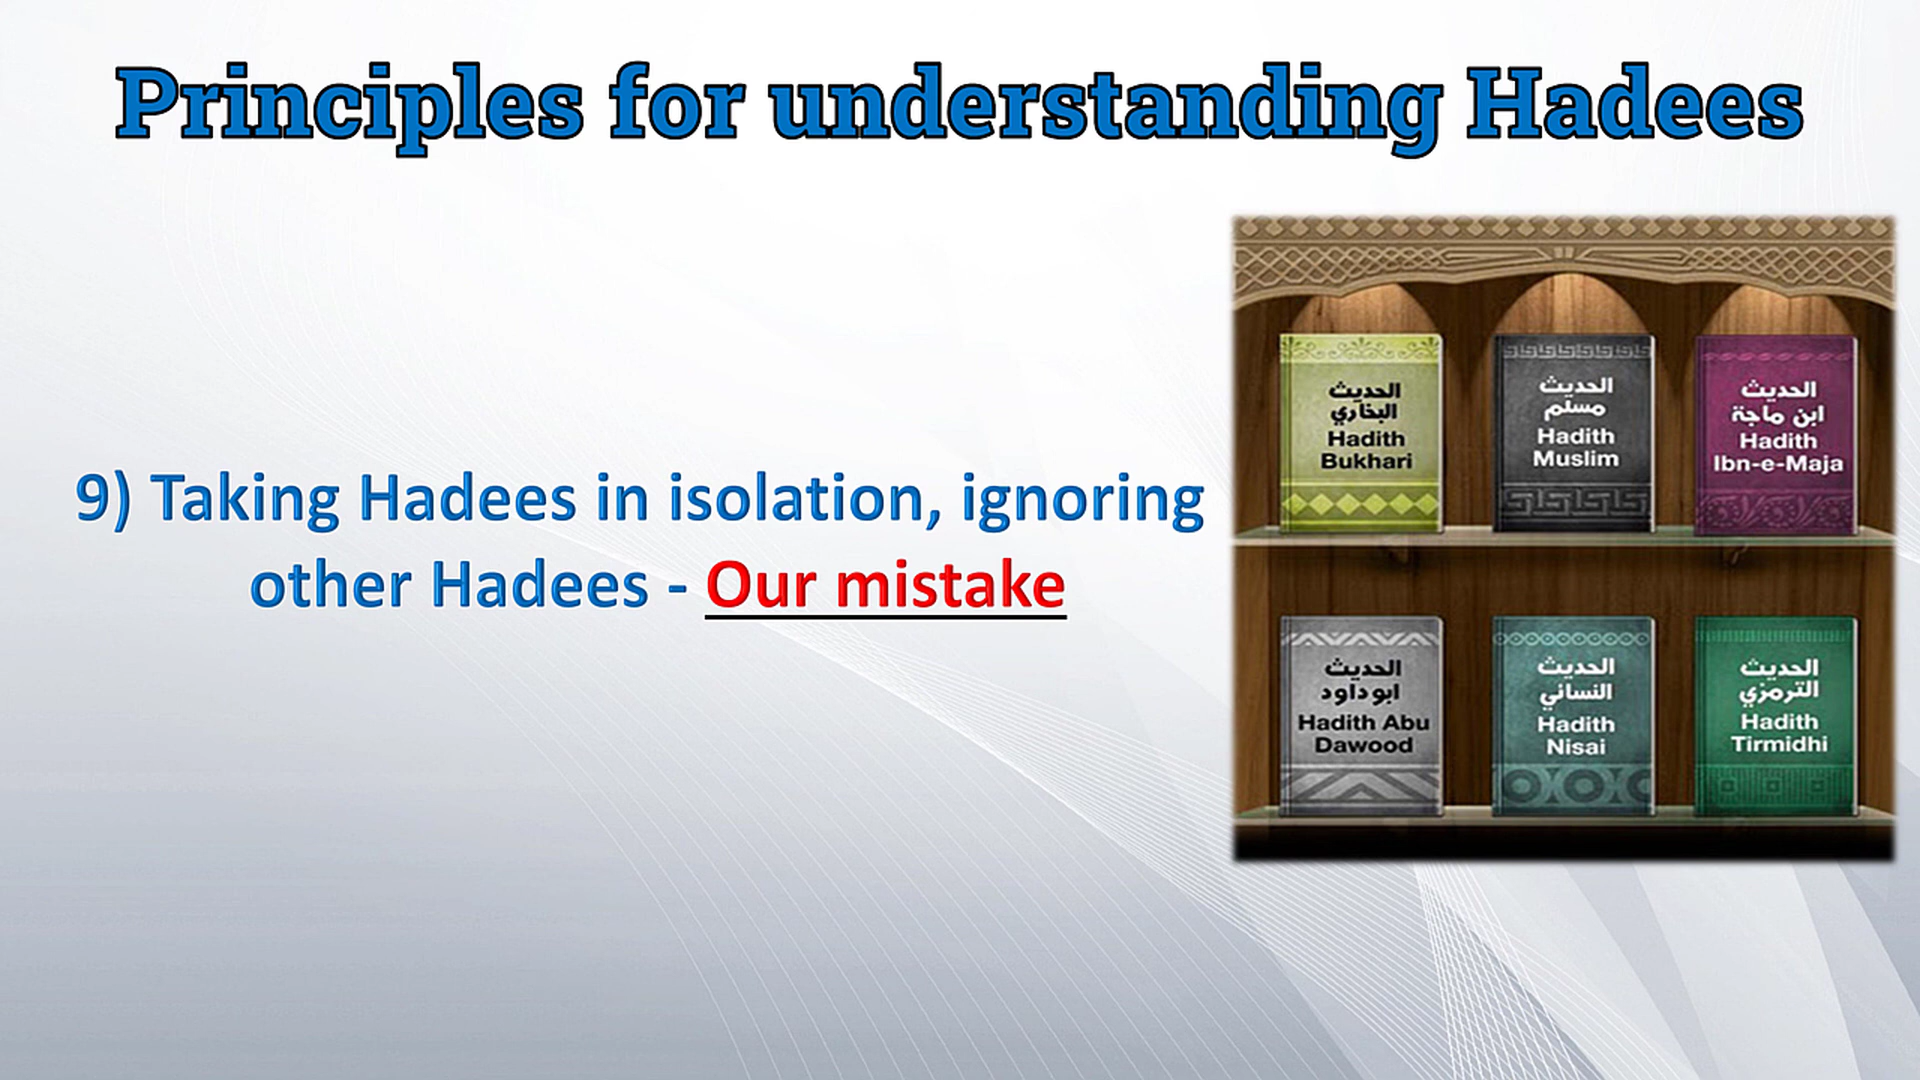 Principles for understanding Hadees
9) Taking Hadees in isolation, ignoring
other Hadees - Our mistake
الحديث
البخاري
Hadith
Bukhari
الحديث
مسلم
Hadith
Muslim
الحديث
ابن ماجة
Hadith
Ibn-e-Maja
الحديث
ابوداود
Hadith Abu
Dawood
الحديث
النسائي
Hadith
Nisai
الحديث
الترمزي
Hadith
Tirmidhi